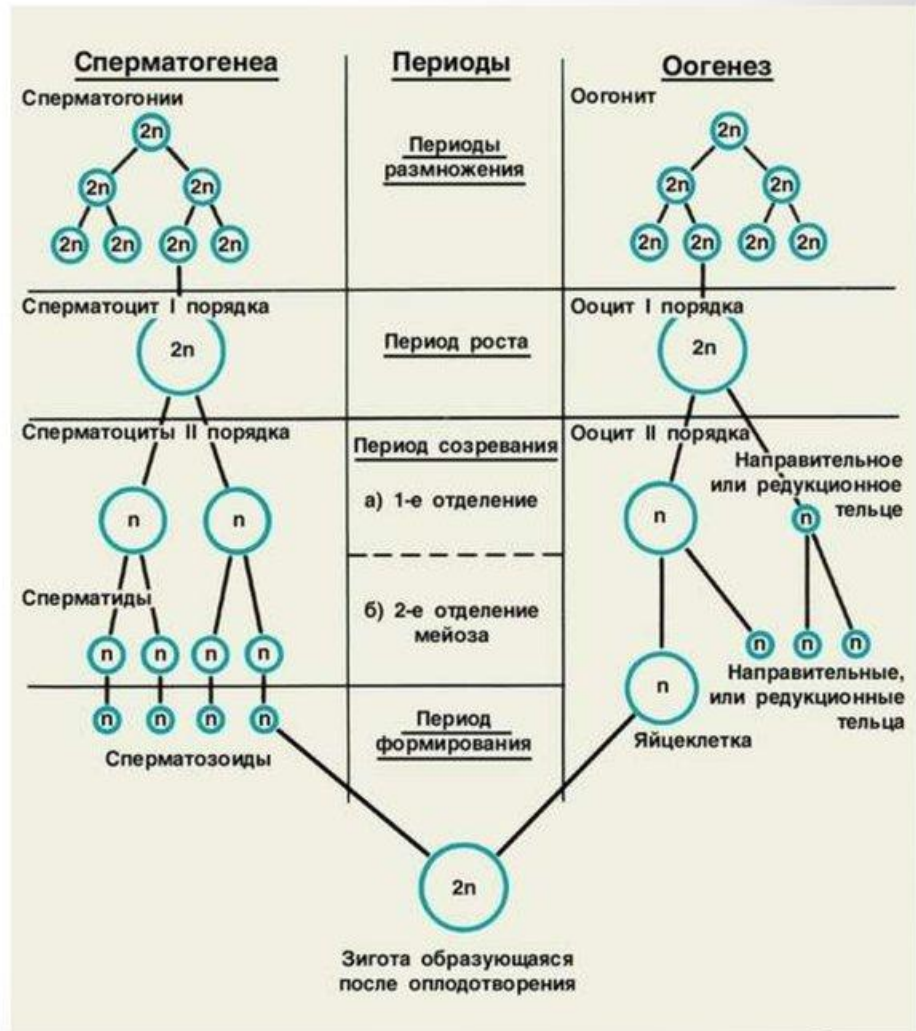 Сперматогенеа
Периоды
Оогенез
Сперматогонии
Оогонит
2n
2n
2n
2n
2n
2n
2n
Периоды
размножения
2n
2n
2n
2n
2n
2n
2n
Сперматоцит I порядка
2n
Период роста
Ооцит I порядка
2n
Сперматоциты II порядка
n
n
Период созревания
а) 1-е отделение
Ооцит II порядка
Направительное
или редукционное
тельце
n
n
Сперматиды
n
n
n
n
б) 2-е отделение
мейоза
n
n
n
Направительные,
или редукционные
тельца
n
n
n
n
Сперматозоиды
Период
формирования
n
Яйцеклетка
2n
Зигота образующаяся
после оплодотворения